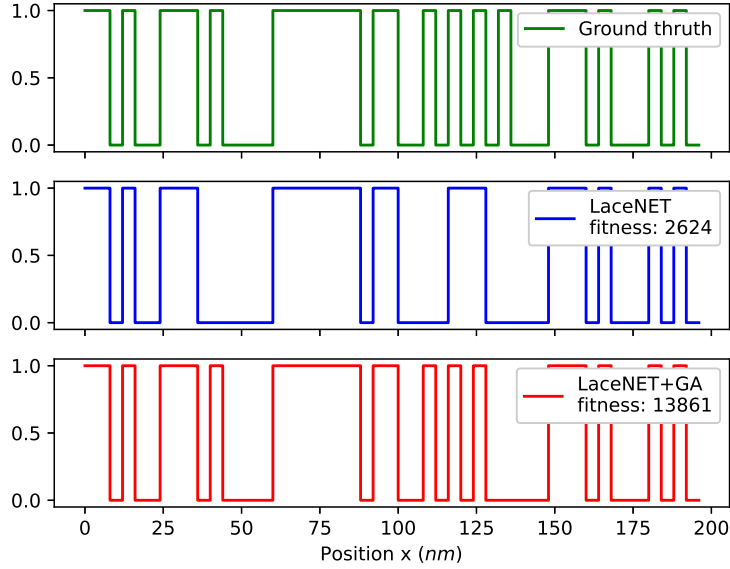 1.0
0.5
0.0
Ground thruth
1.0
0.5
0.0
LaceNET
fitness: 2624
1.0
0.5
0.0
LaceNET+GA
fitness: 13861
0 25 50 75 100 125 150 175 200
Position x (nm)